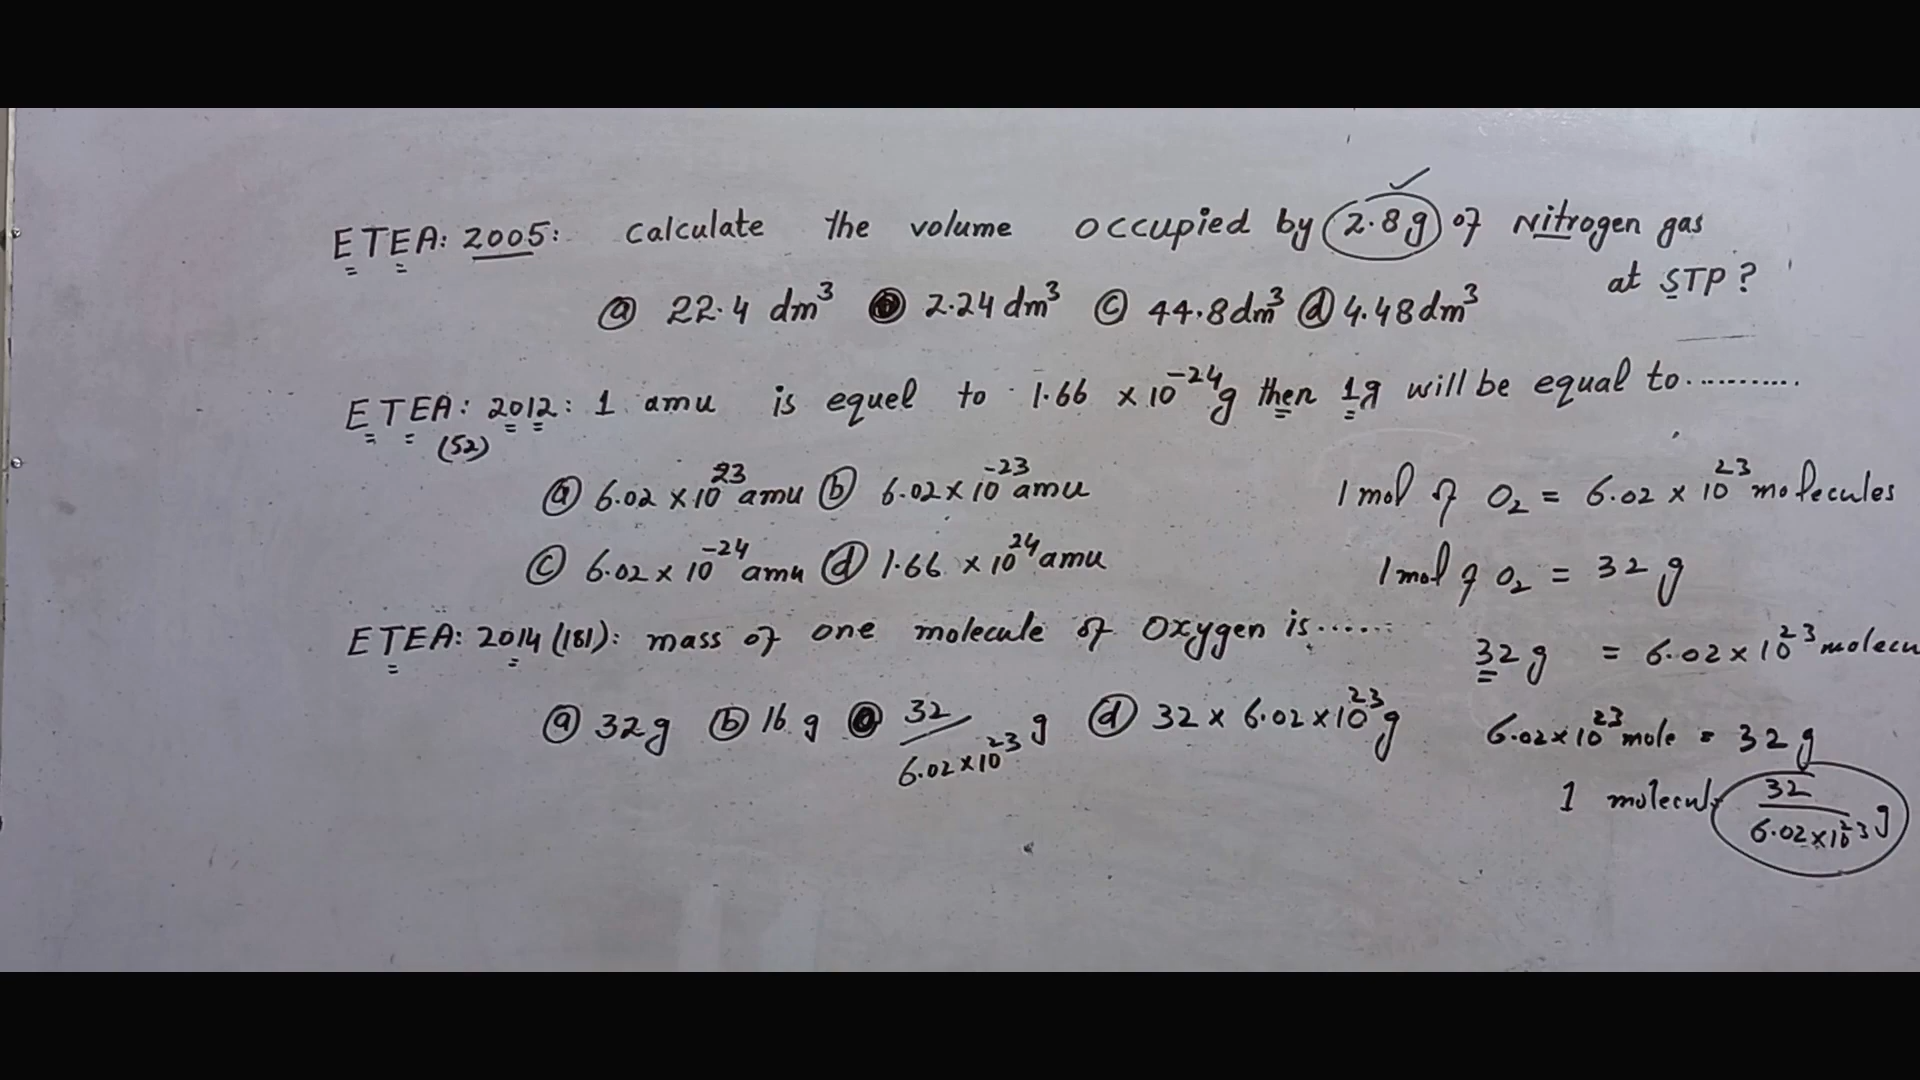 ETEA: 2005: Calculate the volume occupied by 2.8g of Nitrogen gas
at STP?
(a) 22.4 dm³ (b) 2.24 dm³ (c) 44.8 dm³ (d) 4.48 dm³
ETEA: 2012: 1 amu is equel to 1.66 × 10⁻²⁴g then 1g will be equal to...........
(52)
(a) 6.02 × 10²³ amu (b) 6.02 × 10⁻²³ amu
(c) 6.02 × 10⁻²⁴ amu (d) 1.66 × 10²⁴ amu
ETEA: 2014 (181): mass of one molecule of Oxygen is......
(a) 32g (b) 16 g (c) 32/6.02×10²³ g (d) 32 × 6.02 × 10²³ g
1 mol of O₂ = 6.02 × 10²³ molecules
1 mol of O₂ = 32 g
32 g = 6.02 × 10²³ molecu
6.02×10²³ mole = 32 g
1 molecule 32/6.02×10²³ g